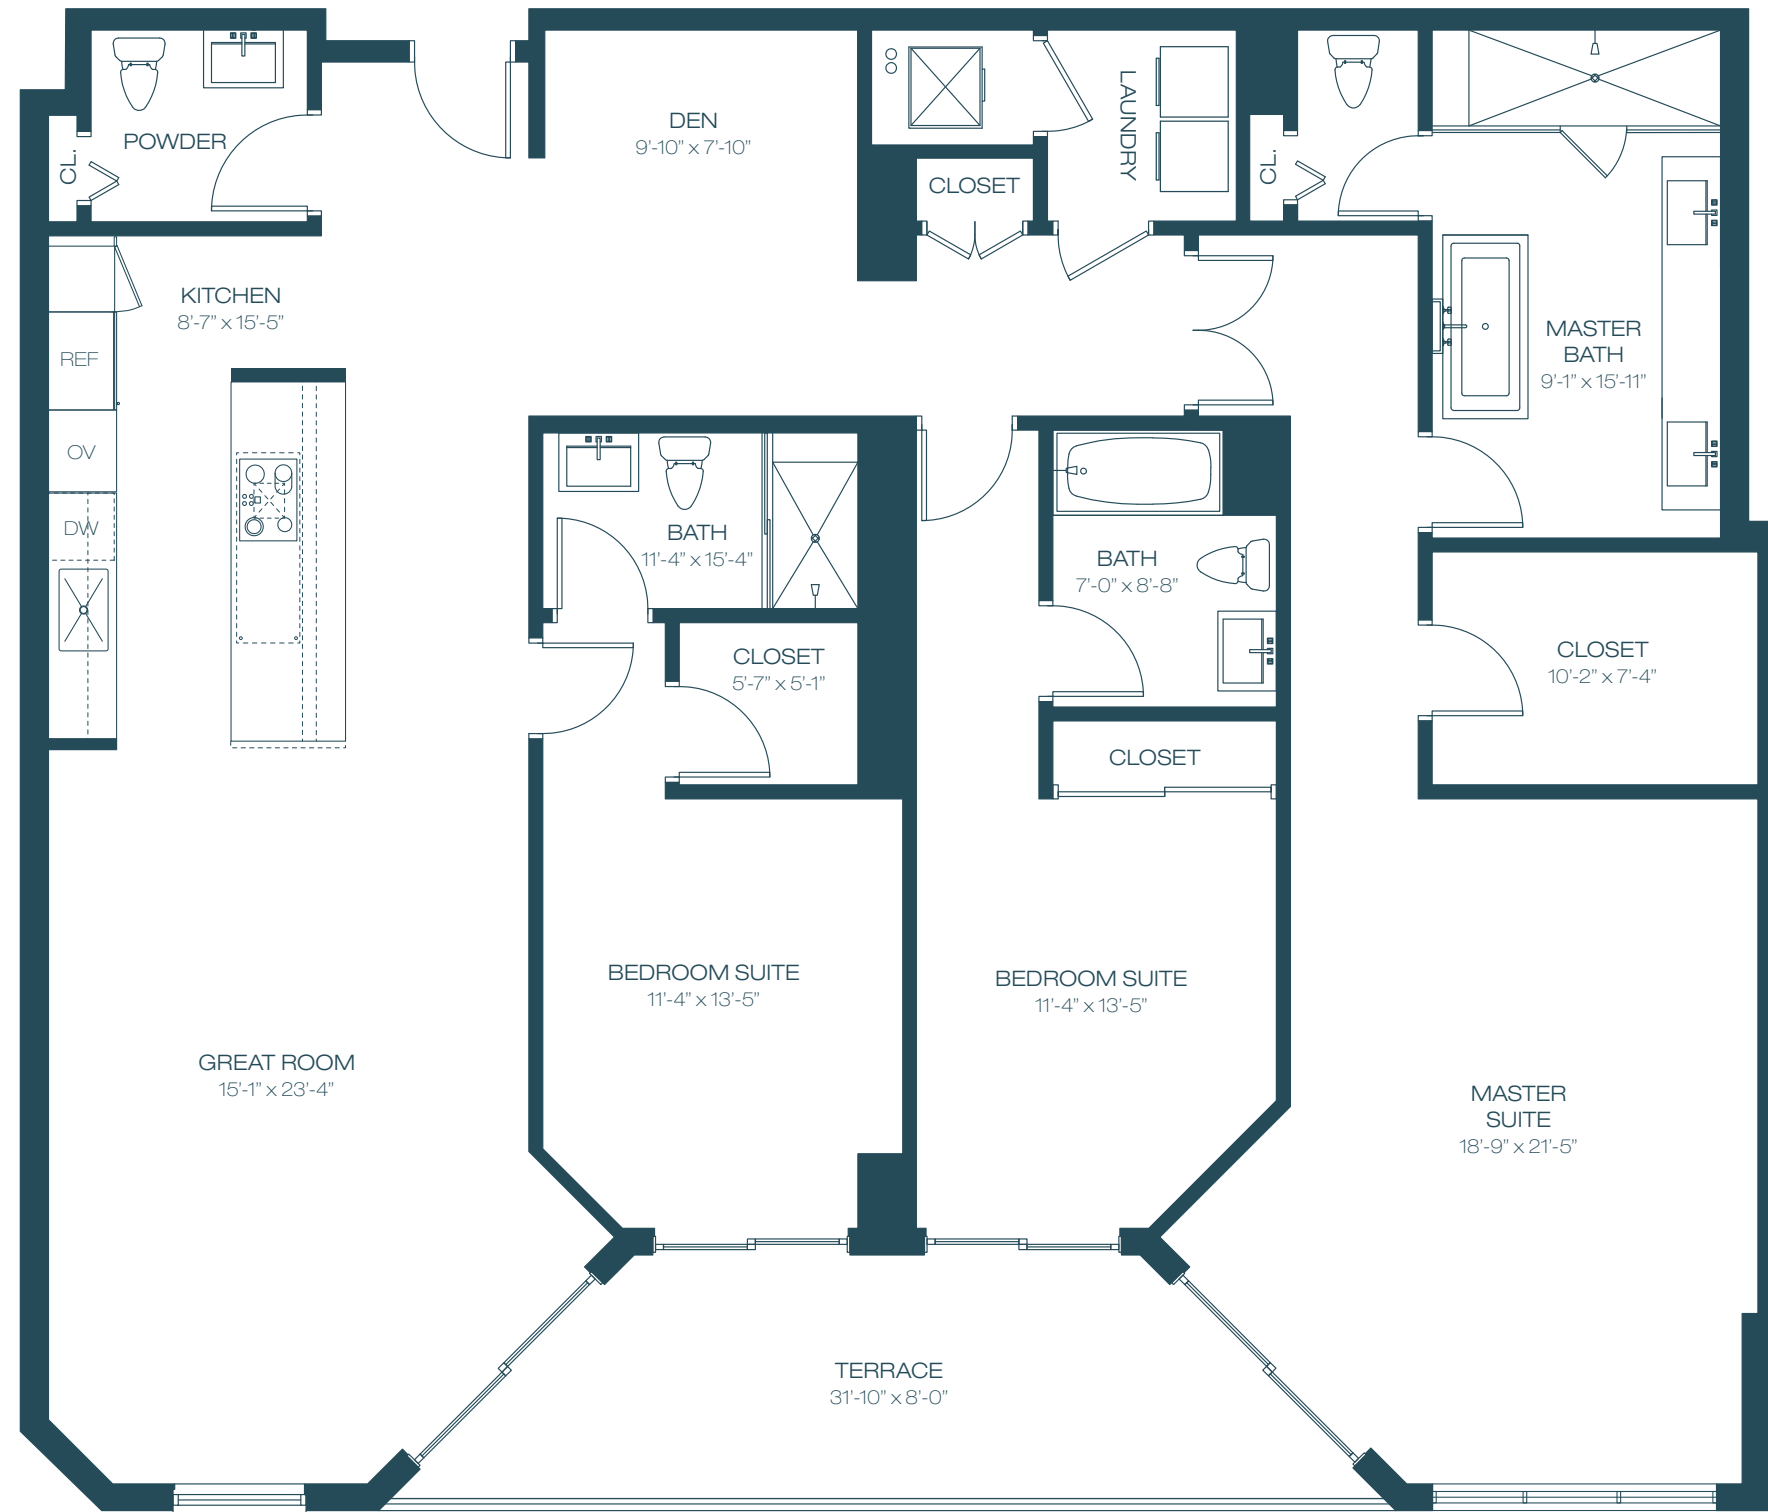 POWDER
CL.
DEN
9'-10" x 7'-10"
CLOSET
LAUNDRY
CL.
KITCHEN
8'-7" x 15'-5"
REF
OV
DW
MASTER
BATH
9'-1" x 15'-11"
BATH
11'-4" x 15'-4"
BATH
7'-0" x 8'-8"
CLOSET
5'-7" x 5'-1"
CLOSET
10'-2" x 7'-4"
CLOSET
BEDROOM SUITE
11'-4" x 13'-5"
BEDROOM SUITE
11'-4" x 13'-5"
GREAT ROOM
15'-1" x 23'-4"
MASTER
SUITE
18'-9" x 21'-5"
TERRACE
31'-10" x 8'-0"